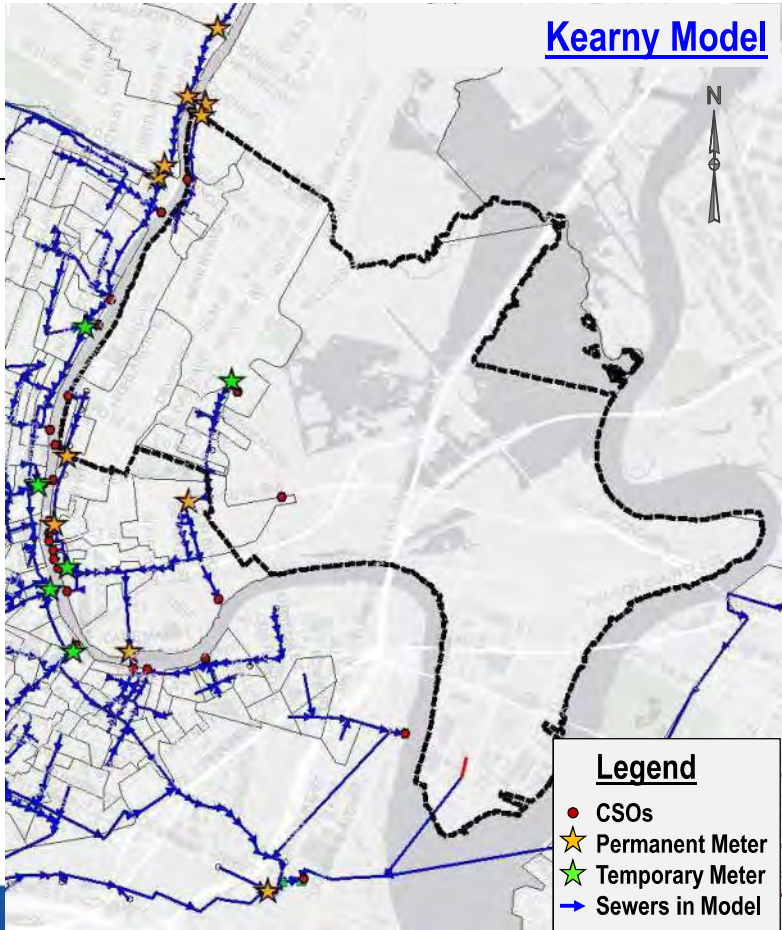 Kearny Model
N
Legend
CSOs
Permanent Meter
Temporary Meter
Sewers in Model